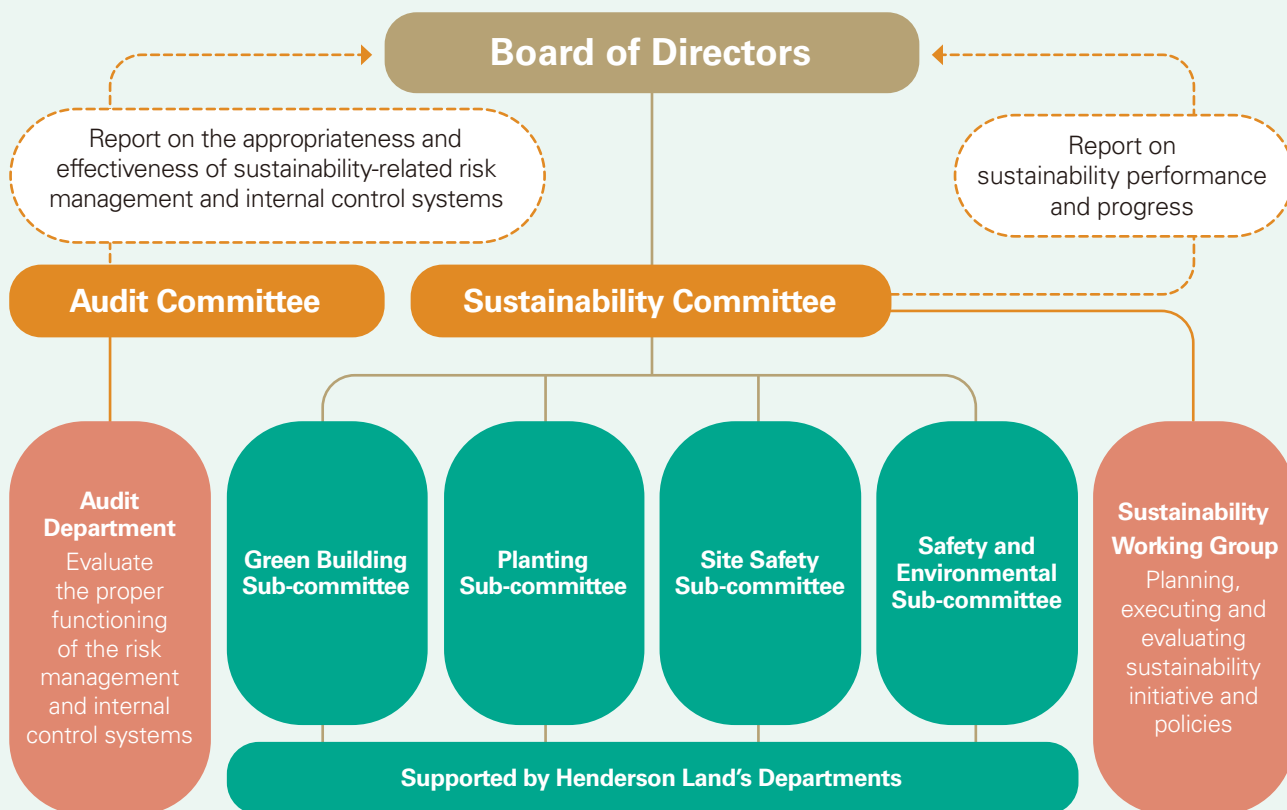 Board of Directors
Report on the appropriateness and
effectiveness of sustainability-related risk
management and internal control systems
Report on
sustainability performance
and progress
Audit Committee
Sustainability Committee
Audit
Department
Evaluate
the proper
functioning
of the risk
management
and internal
control systems
Green Building
Sub-committee
Planting
Sub-committee
Site Safety
Sub-committee
Safety and
Environmental
Sub-committee
Sustainability
Working Group
Planning,
executing and
evaluating
sustainability
initiative and
policies
Supported by Henderson Land's Departments